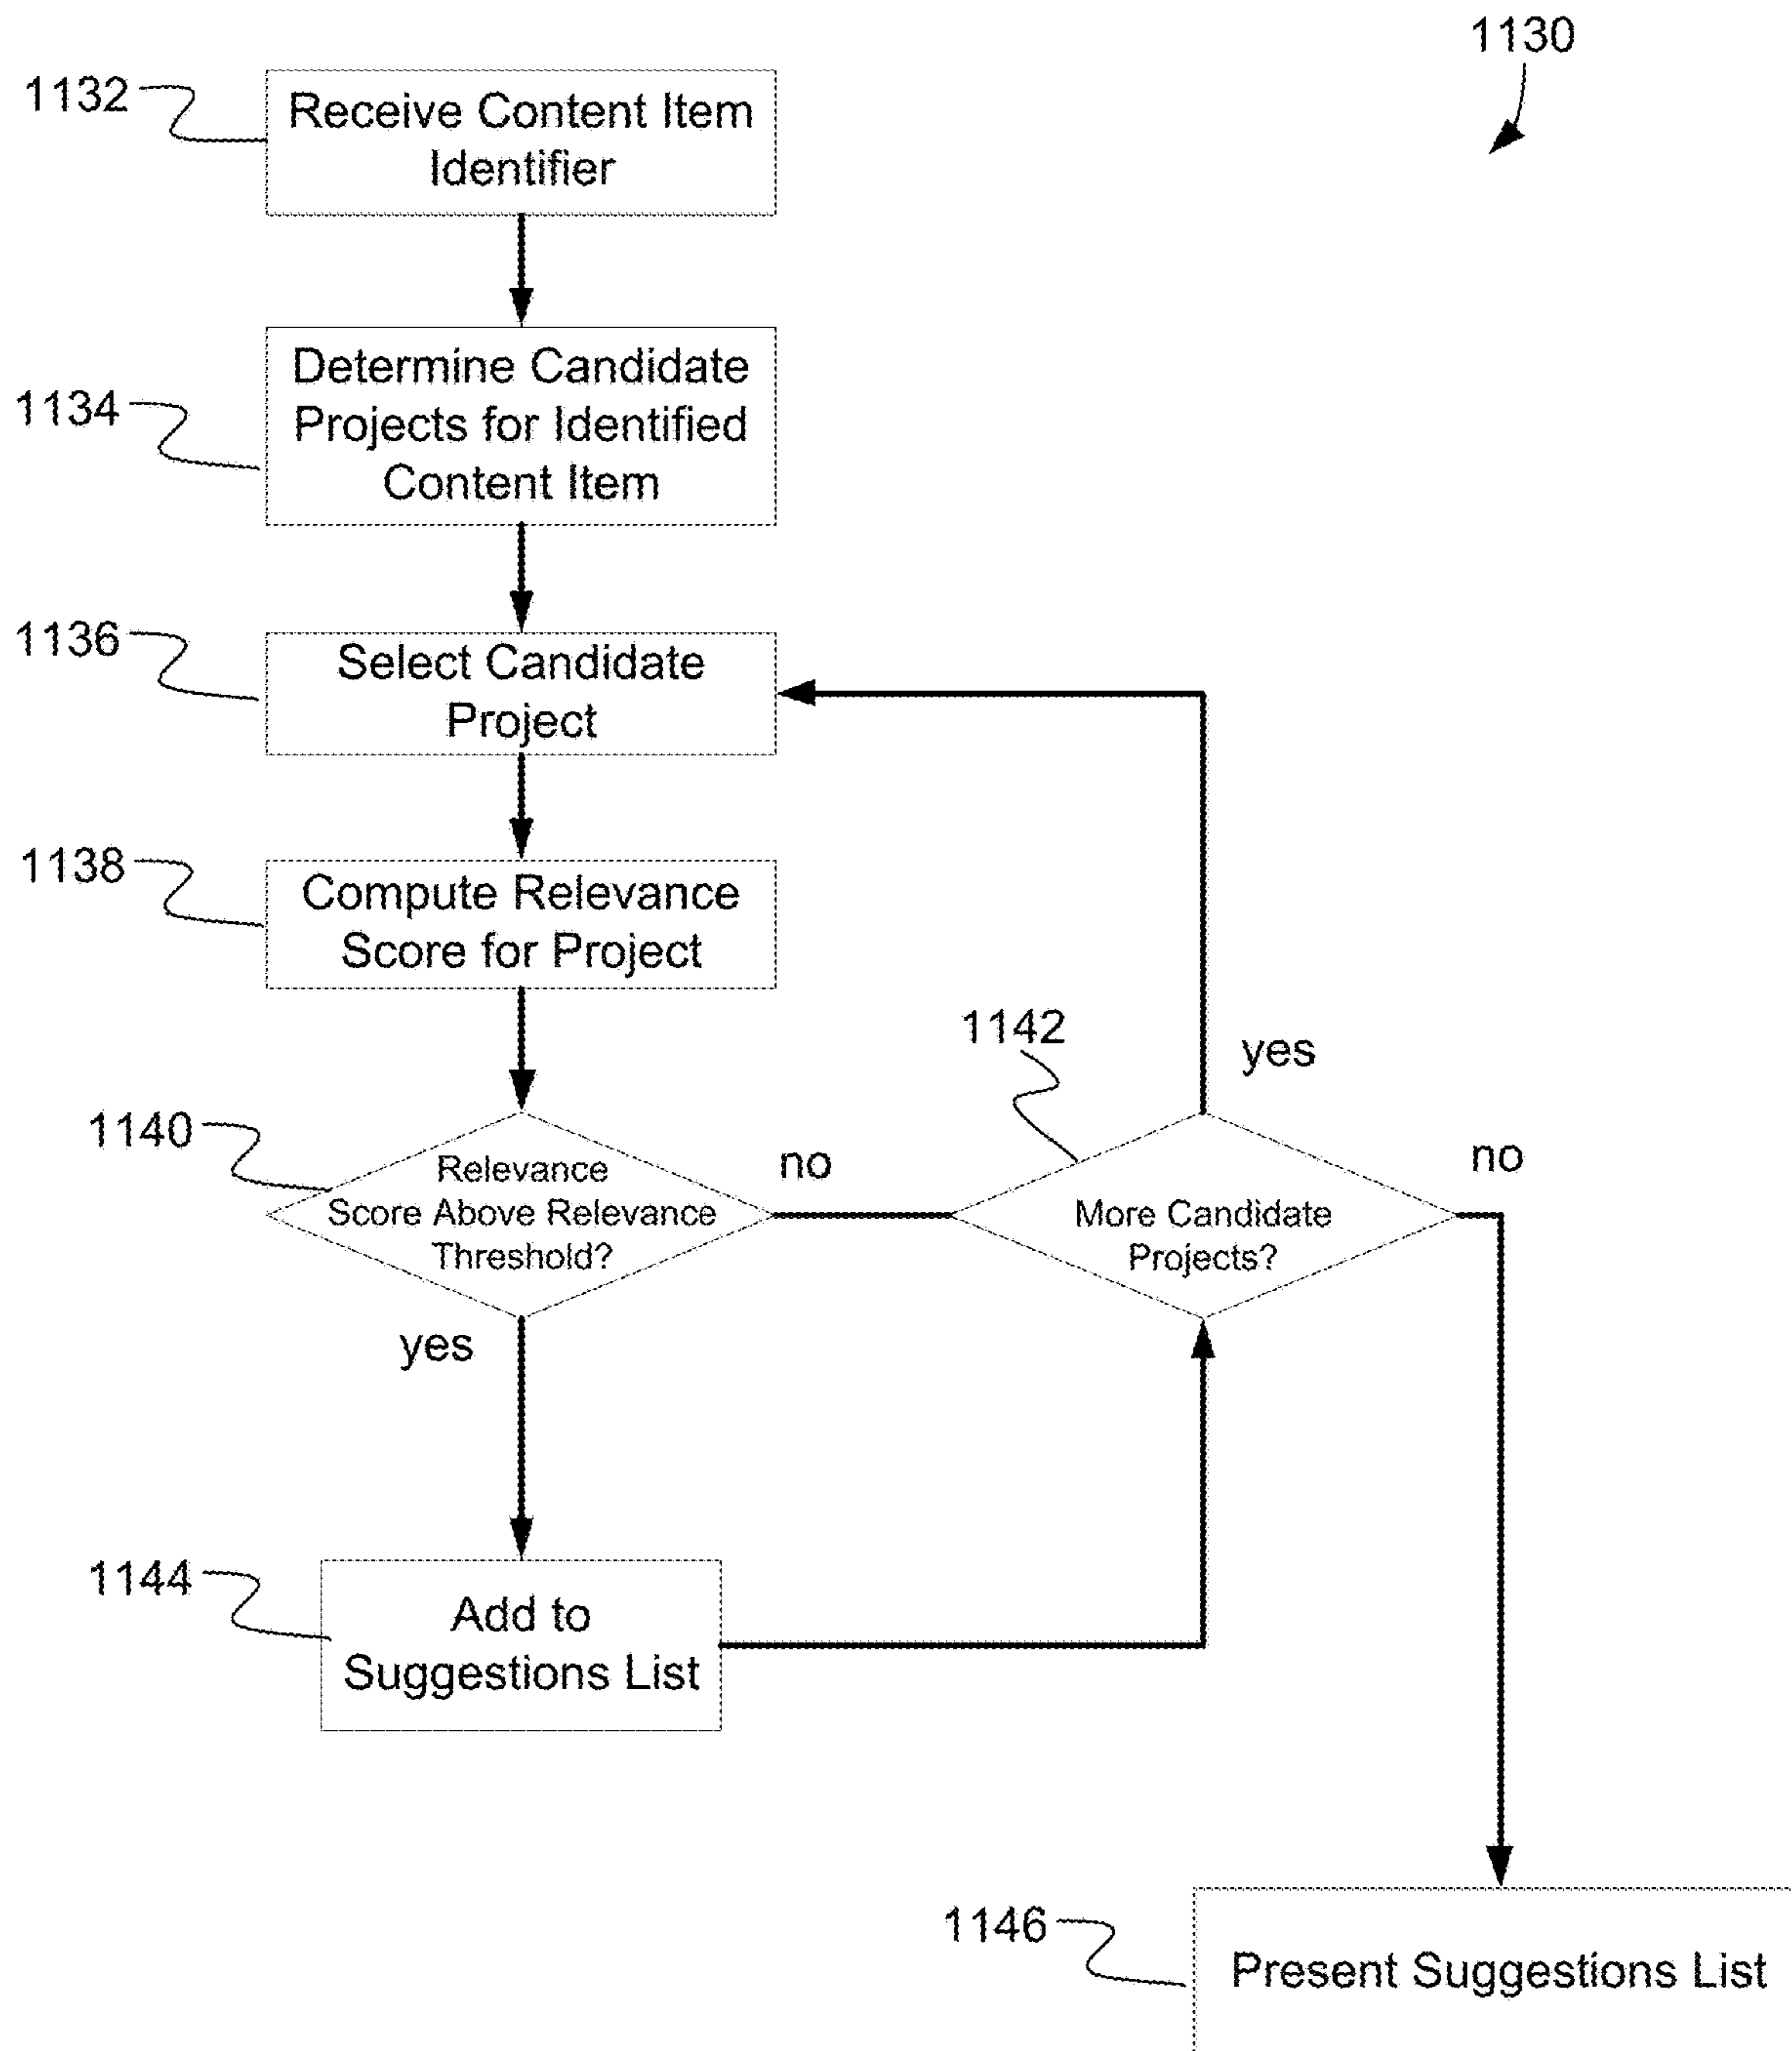 1130
1132
Receive Content Item
Identifier
1134
Determine Candidate
Projects for Identified
Content Item
1136
Select Candidate
Project
1138
Compute Relevance
Score for Project
1142
yes
1140
Relevance
Score Above Relevance
Threshold?
no
More Candidate
Projects?
no
yes
1144
Add to
Suggestions List
1146
Present Suggestions List